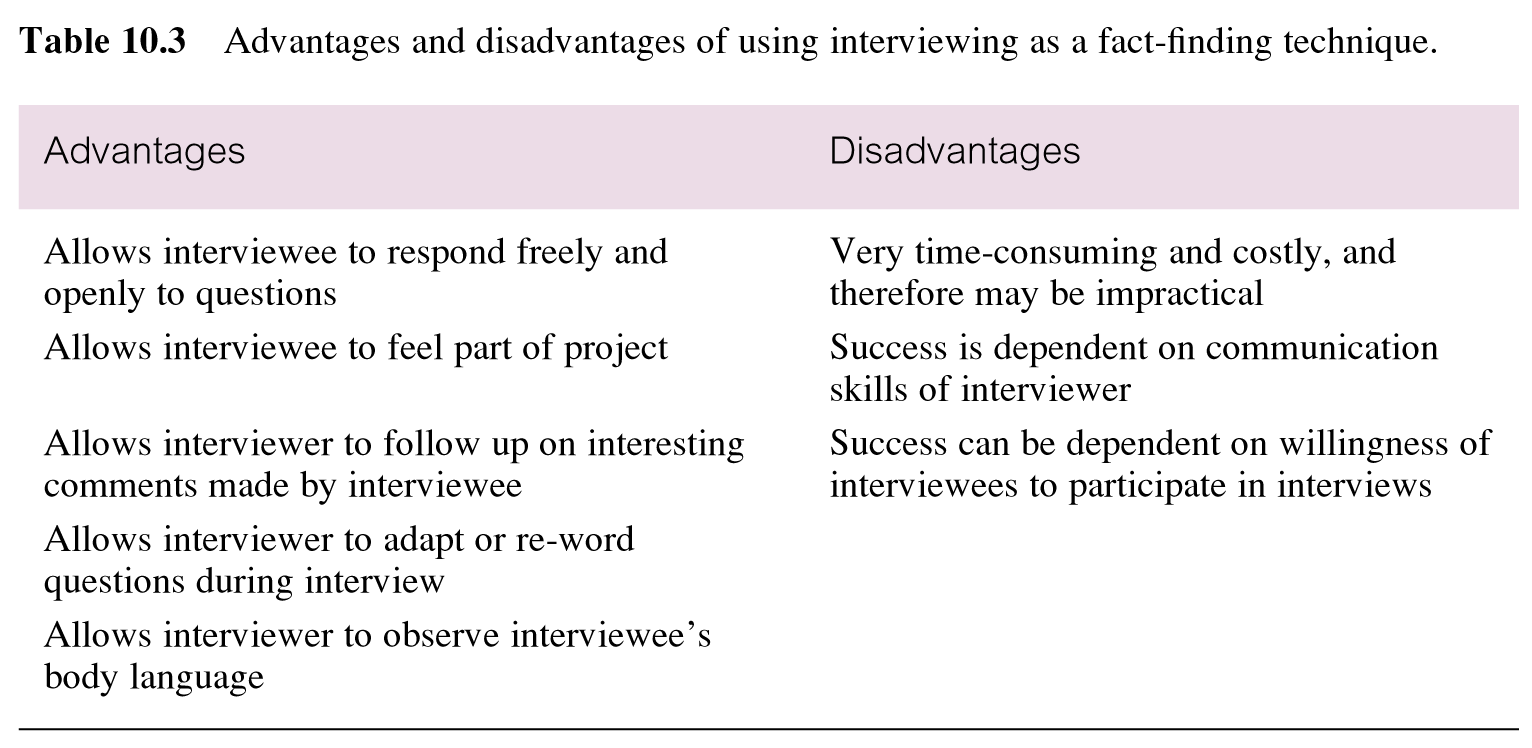 Table 10.3 Advantages and disadvantages of using interviewing as a fact-finding technique.
Advantages
Disadvantages
Allows interviewee to respond freely and
openly to questions
Very time-consuming and costly, and
therefore may be impractical
Allows interviewee to feel part of project
Success is dependent on communication
skills of interviewer
Allows interviewer to follow up on interesting
comments made by interviewee
Success can be dependent on willingness of
interviewees to participate in interviews
Allows interviewer to adapt or re-word
questions during interview
Allows interviewer to observe interviewee’s
body language